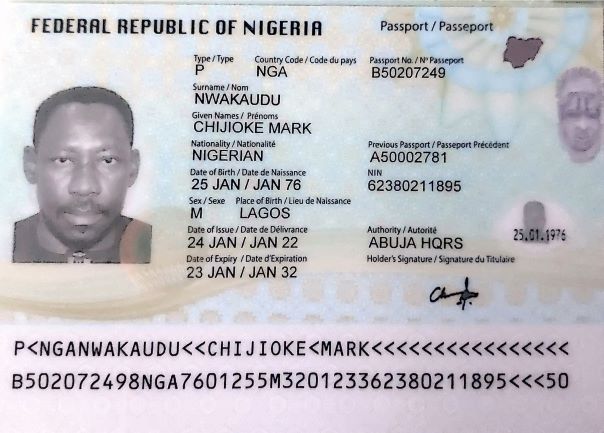 FEDERAL REPUBLIC OF NIGERIA Passport / Passeport
Type / Type Country Code / Code du pays Passport No. / N° Passeport
P NGA B50207249
Surname / Nom
NWAKAUDU
Given Names / Prénoms
CHIJIOKE MARK
Nationality / Nationalité Previous Passport / Passeport Précédent
NIGERIAN A50002781
Date of Birth / Date de Naissance NIN
25 JAN / JAN 76 62380211895
Sex / Sexe Place of Birth / Lieu de Naissance
M LAGOS
Date of Issue / Date de Délivrance Authority / Autorité
24 JAN / JAN 22 ABUJA HQRS
25.01.1976
Date of Expiry / Date d'Expiration Holder's Signature / Signature du Titulaire
23 JAN / JAN 32
P<NGANWAKAUDU<<CHIJIOKE<MARK<<<<<<<<<<<<<<<<
B502072498NGA7601255M320123362380211895<<<50